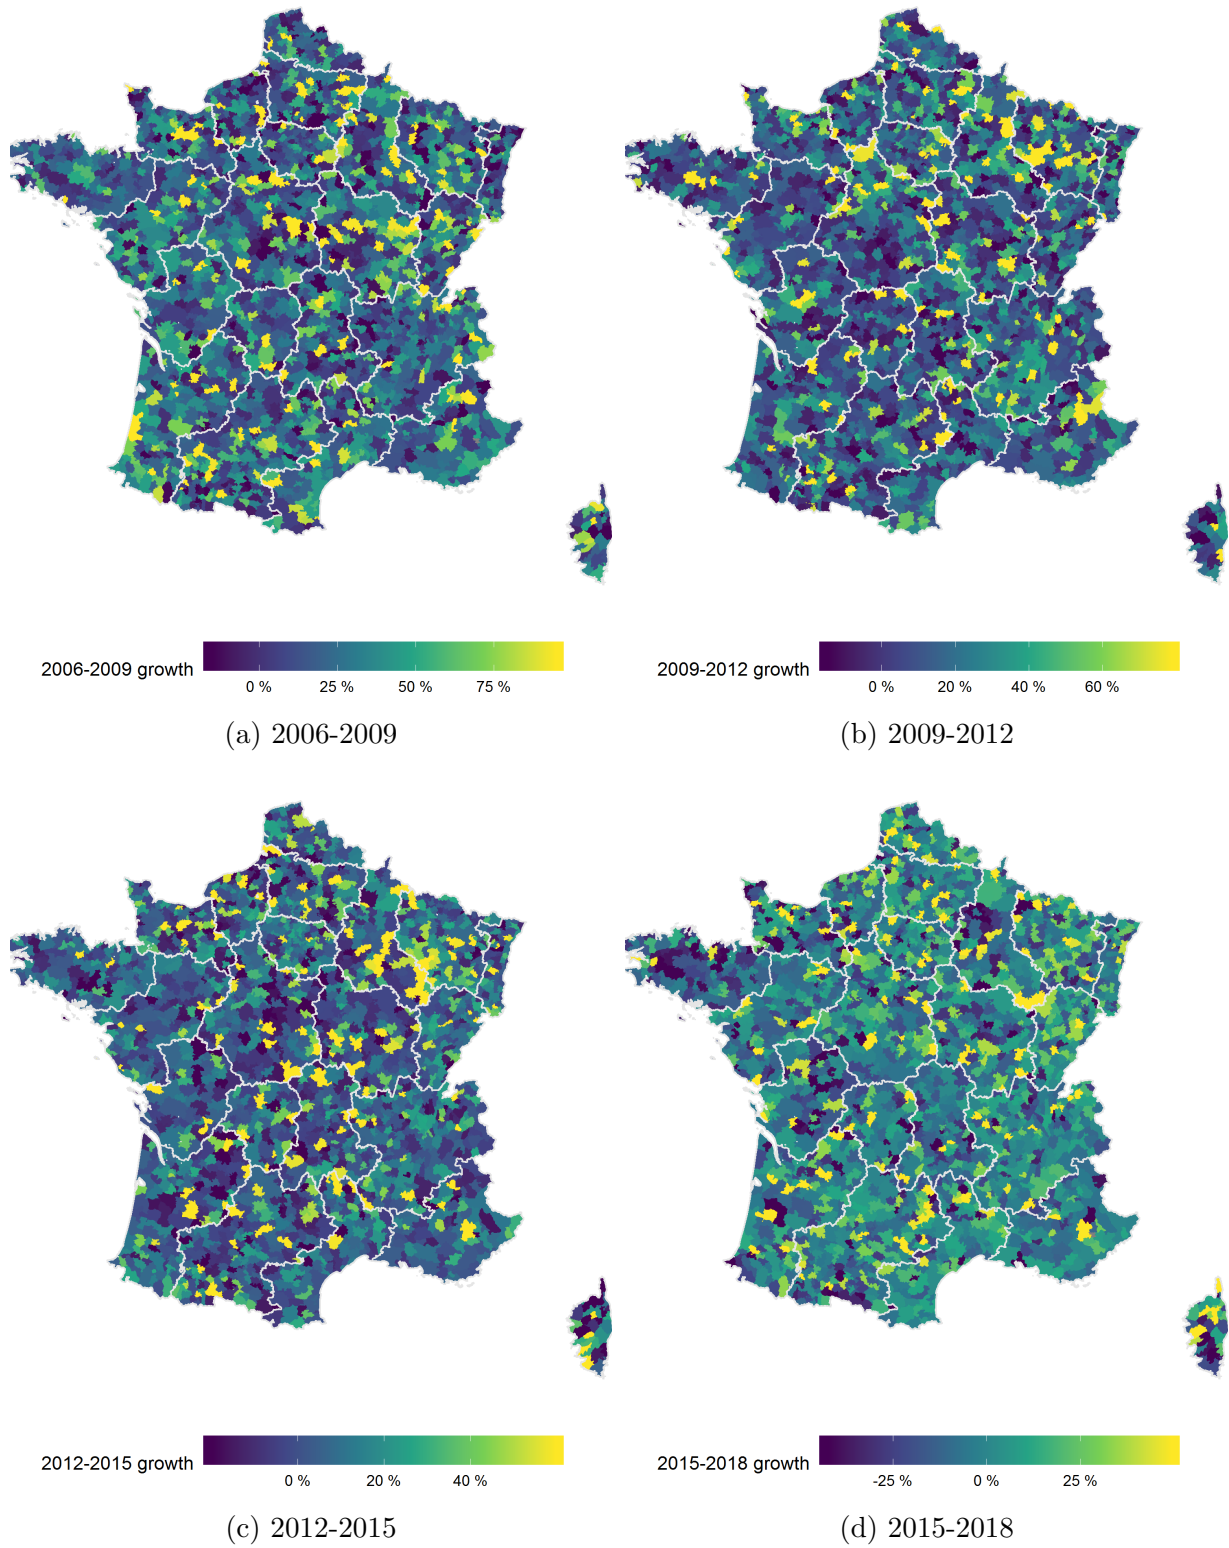 2006-2009 growth
0 % 25 % 50 % 75 %
(a) 2006-2009
2009-2012 growth
0 % 20 % 40 % 60 %
(b) 2009-2012
2012-2015 growth
0 % 20 % 40 %
(c) 2012-2015
2015-2018 growth
-25 % 0 % 25 %
(d) 2015-2018